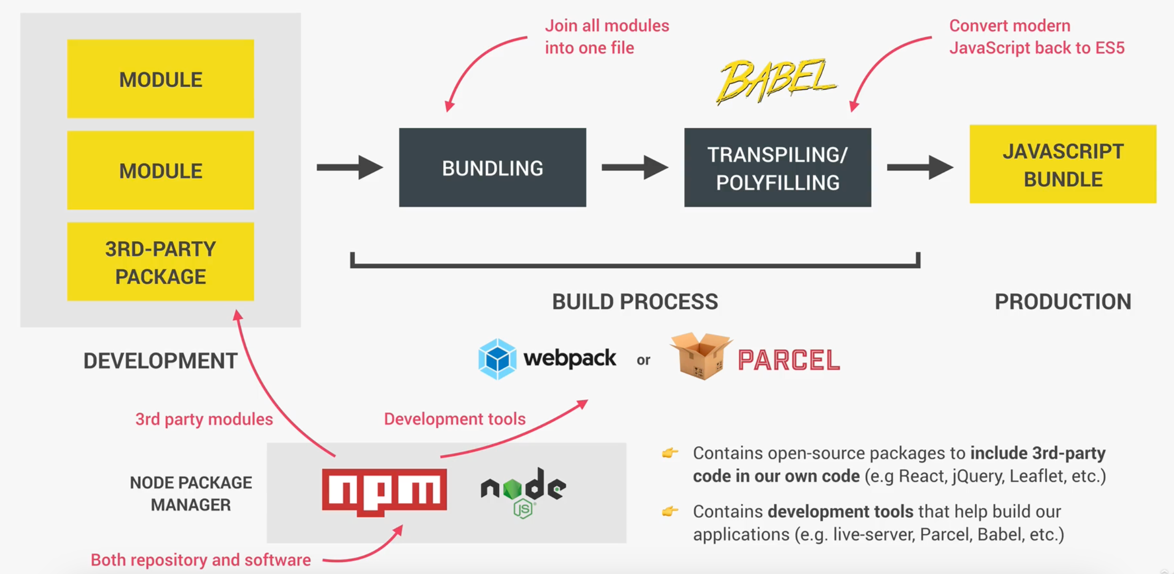 Join all modules
into one file
Convert modern
JavaScript back to ES5
MODULE
MODULE
3RD-PARTY
PACKAGE
BUNDLING
BABEL
TRANSPILING/
POLYFILLING
JAVASCRIPT
BUNDLE
DEVELOPMENT
BUILD PROCESS
PRODUCTION
webpack or PARCEL
3rd party modules
Development tools
NODE PACKAGE
MANAGER
npm
node
JS
Both repository and software
👉 Contains open-source packages to include 3rd-party
code in our own code (e.g React, jQuery, Leaflet, etc.)
👉 Contains development tools that help build our
applications (e.g. live-server, Parcel, Babel, etc.)